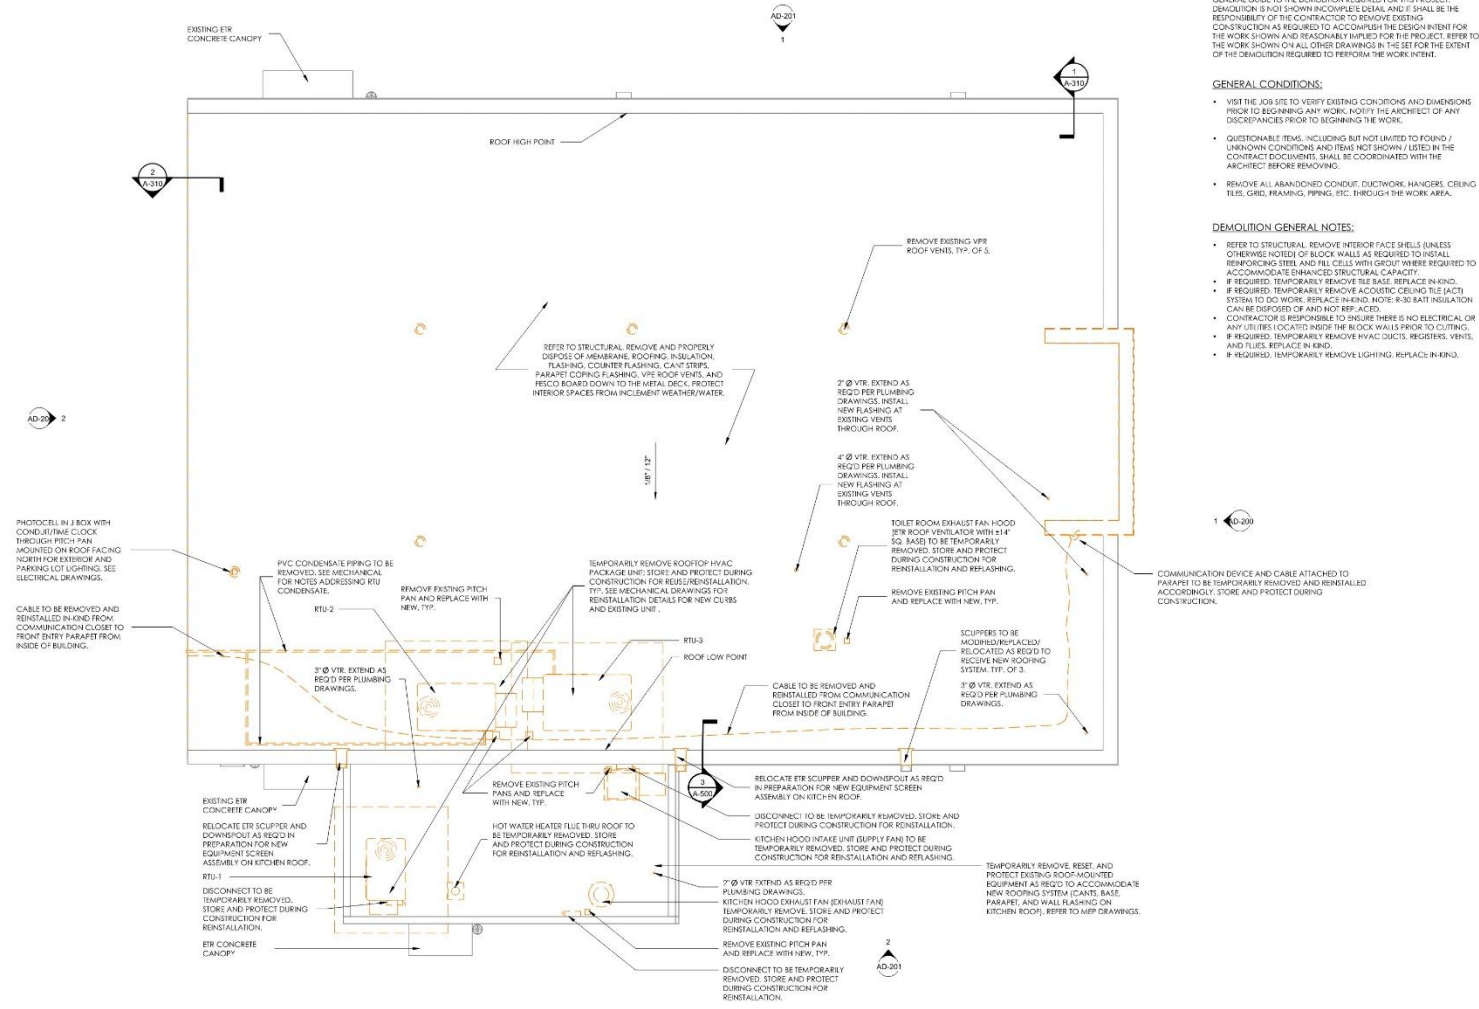 GENERAL GUIDE TO THE DEMOLITION REQUIRED FOR THIS PROJECT.
DEMOLITION IS NOT SHOWN INCOMPLETE DETAIL AND IT SHALL BE THE
RESPONSIBILITY OF THE CONTRACTOR TO REMOVE EXISTING
CONSTRUCTION AS REQUIRED TO ACCOMPLISH THE DESIGN INTENT FOR
THE WORK SHOWN AND REASONABLY IMPLIED FOR THE PROJECT. REFER TO
THE WORK SHOWN ON ALL OTHER DRAWINGS IN THE SET FOR THE EXTENT
OF THE DEMOLITION REQUIRED TO PERFORM THE WORK INTENT.
GENERAL CONDITIONS:
• VISIT THE JOB SITE TO VERIFY EXISTING CONDITIONS AND DIMENSIONS
PRIOR TO BEGINNING ANY WORK. NOTIFY THE ARCHITECT OF ANY
DISCREPANCIES PRIOR TO BEGINNING THE WORK.
• QUESTIONABLE ITEMS, INCLUDING BUT NOT LIMITED TO FOUND /
UNKNOWN CONDITIONS AND ITEMS NOT SHOWN / LISTED IN THE
CONTRACT DOCUMENTS, SHALL BE COORDINATED WITH THE
ARCHITECT BEFORE REMOVING.
• REMOVE ALL ABANDONED CONDUIT, DUCTWORK, HANGERS, CEILING
TILES, GRID, FRAMING, PIPING, ETC. THROUGH THE WORK AREA.
DEMOLITION GENERAL NOTES:
• REFER TO STRUCTURAL. REMOVE INTERIOR FACE SHELLS (UNLESS
OTHERWISE NOTED) OF BLOCK WALLS AS REQUIRED TO INSTALL
REINFORCING STEEL AND FILL CELLS WITH GROUT WHERE REQUIRED TO
ACCOMMODATE ENHANCED STRUCTURAL CAPACITY.
• IF REQUIRED, TEMPORARILY REMOVE TILE BASE. REPLACE IN-KIND.
• IF REQUIRED, TEMPORARILY REMOVE ACOUSTIC CEILING TILE (ACT)
SYSTEM TO DO WORK. REPLACE IN-KIND. NOTE: R-30 BATT INSULATION
CAN BE DISPOSED OF AND NOT REPLACED.
• CONTRACTOR IS RESPONSIBLE TO ENSURE THERE IS NO ELECTRICAL OR
ANY UTILITIES LOCATED INSIDE THE BLOCK WALLS PRIOR TO CUTTING.
• IF REQUIRED, TEMPORARILY REMOVE HVAC DUCTS, REGISTERS, VENTS,
AND FLUES. REPLACE IN KIND.
• IF REQUIRED, TEMPORARILY REMOVE LIGHTING. REPLACE IN-KIND.
EXISTING ETR
CONCRETE CANOPY
AD-201
1
1
A-310
ROOF HIGH POINT
2
A-310
REMOVE EXISTING VPR
ROOF VENTS, TYP. OF 5.
REFER TO STRUCTURAL. REMOVE AND PROPERLY
DISPOSE OF MEMBRANE, ROOFING, INSULATION,
FLASHING, COUNTER FLASHING, CANT STRIPS,
PARAPET COPING FLASHING, VPE ROOF VENTS, AND
FESCO BOARD DOWN TO THE METAL DECK. PROTECT
INTERIOR SPACES FROM INCLEMENT WEATHER/WATER.
2" Ø VTR. EXTEND AS
REQ'D PER PLUMBING
DRAWINGS. INSTALL
NEW FLASHING AT
EXISTING VENTS
THROUGH ROOF.
2
1/8" / 12"
4" Ø VTR. EXTEND AS
REQ'D PER PLUMBING
DRAWINGS. INSTALL
NEW FLASHING AT
EXISTING VENTS
THROUGH ROOF.
PHOTOCELL IN J BOX WITH
CONDUIT/TIME CLOCK
THROUGH PITCH PAN
MOUNTED ON ROOF FACING
NORTH FOR EXTERIOR AND
PARKING LOT LIGHTING. SEE
ELECTRICAL DRAWINGS.
CABLE TO BE REMOVED AND
REINSTALLED IN-KIND FROM
COMMUNICATION CLOSET TO
FRONT ENTRY PARAPET FROM
INSIDE OF BUILDING.
PVC CONDENSATE PIPING TO BE
REMOVED. SEE MECHANICAL
FOR NOTES ADDRESSING RTU
CONDENSATE.
RTU-2
REMOVE EXISTING PITCH
PAN AND REPLACE WITH
NEW, TYP.
TEMPORARILY REMOVE ROOFTOP HVAC
PACKAGE UNIT; STORE AND PROTECT DURING
CONSTRUCTION FOR REUSE/REINSTALLATION,
TYP. SEE MECHANICAL DRAWINGS FOR
REINSTALLATION DETAILS FOR NEW CURBS
AND EXISTING UNIT .
TOILET ROOM EXHAUST FAN HOOD
(ETR ROOF VENTILATOR WITH ±14"
SQ. BASE) TO BE TEMPORARILY
REMOVED. STORE AND PROTECT
DURING CONSTRUCTION FOR
REINSTALLATION AND REFLASHING.
REMOVE EXISTING PITCH PAN
AND REPLACE WITH NEW, TYP.
1
AD-200
COMMUNICATION DEVICE AND CABLE ATTACHED TO
PARAPET TO BE TEMPORARILY REMOVED AND REINSTALLED
ACCORDINGLY. STORE AND PROTECT DURING
CONSTRUCTION.
3" Ø VTR. EXTEND AS
REQ'D PER PLUMBING
DRAWINGS.
RTU-3
ROOF LOW POINT
CABLE TO BE REMOVED AND
REINSTALLED FROM COMMUNICATION
CLOSET TO FRONT ENTRY PARAPET
FROM INSIDE OF BUILDING.
SCUPPERS TO BE
MODIFIED/REPLACED/
RELOCATED AS REQ'D TO
RECEIVE NEW ROOFING
SYSTEM. TYP. OF 3.
3" Ø VTR. EXTEND AS
REQ'D PER PLUMBING
DRAWINGS.
EXISTING ETR
CONCRETE CANOPY
RELOCATE ETR SCUPPER AND
DOWNSPOUT AS REQ'D IN
PREPARATION FOR NEW
EQUIPMENT SCREEN
ASSEMBLY ON KITCHEN ROOF.
RTU-1
DISCONNECT TO BE
TEMPORARILY REMOVED.
STORE AND PROTECT DURING
CONSTRUCTION FOR
REINSTALLATION.
ETR CONCRETE
CANOPY
REMOVE EXISTING PITCH
PANS AND REPLACE
WITH NEW, TYP.
HOT WATER HEATER FLUE THRU ROOF TO
BE TEMPORARILY REMOVED. STORE
AND PROTECT DURING CONSTRUCTION
FOR REINSTALLATION AND REFLASHING.
3
A-500
RELOCATE ETR SCUPPER AND DOWNSPOUT AS REQ'D
IN PREPARATION FOR NEW EQUIPMENT SCREEN
ASSEMBLY ON KITCHEN ROOF.
DISCONNECT TO BE TEMPORARILY REMOVED. STORE AND
PROTECT DURING CONSTRUCTION FOR REINSTALLATION.
KITCHEN HOOD INTAKE UNIT (SUPPLY FAN) TO BE
TEMPORARILY REMOVED. STORE AND PROTECT DURING
CONSTRUCTION FOR REINSTALLATION AND REFLASHING.
2" Ø VTR EXTEND AS REQ'D PER
PLUMBING DRAWINGS.
KITCHEN HOOD EXHAUST FAN (EXHAUST FAN)
TEMPORARILY REMOVE. STORE AND PROTECT
DURING CONSTRUCTION FOR
REINSTALLATION AND REFLASHING.
REMOVE EXISTING PITCH PAN
AND REPLACE WITH NEW, TYP.
DISCONNECT TO BE TEMPORARILY
REMOVED. STORE AND PROTECT
DURING CONSTRUCTION FOR
REINSTALLATION.
TEMPORARILY REMOVE, RESET, AND
PROTECT EXISTING ROOF-MOUNTED
EQUIPMENT AS REQ'D TO ACCOMMODATE
NEW ROOFING SYSTEM (CANTS, BASE,
PARAPET, AND WALL FLASHING ON
KITCHEN ROOF). REFER TO MEP DRAWINGS.
2
AD-201